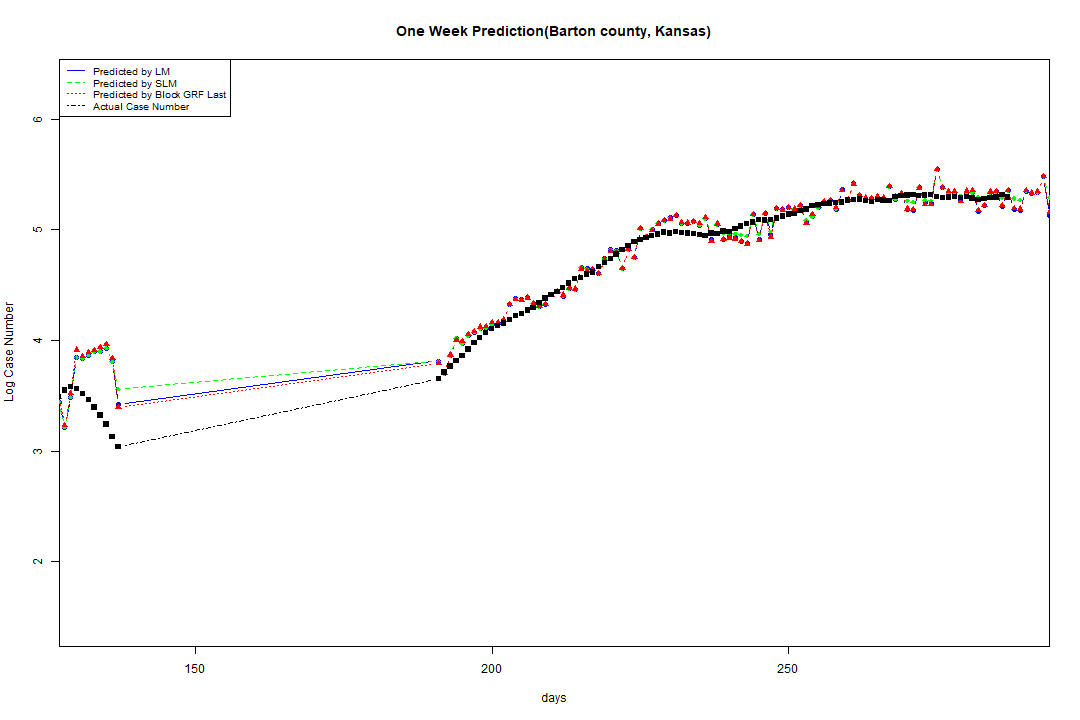 One Week Prediction(Barton county, Kansas)
Predicted by LM
Predicted by SLM
Predicted by Block GRF Last
Actual Case Number
6
5
4
3
2
Log Case Number
150 200 250
days